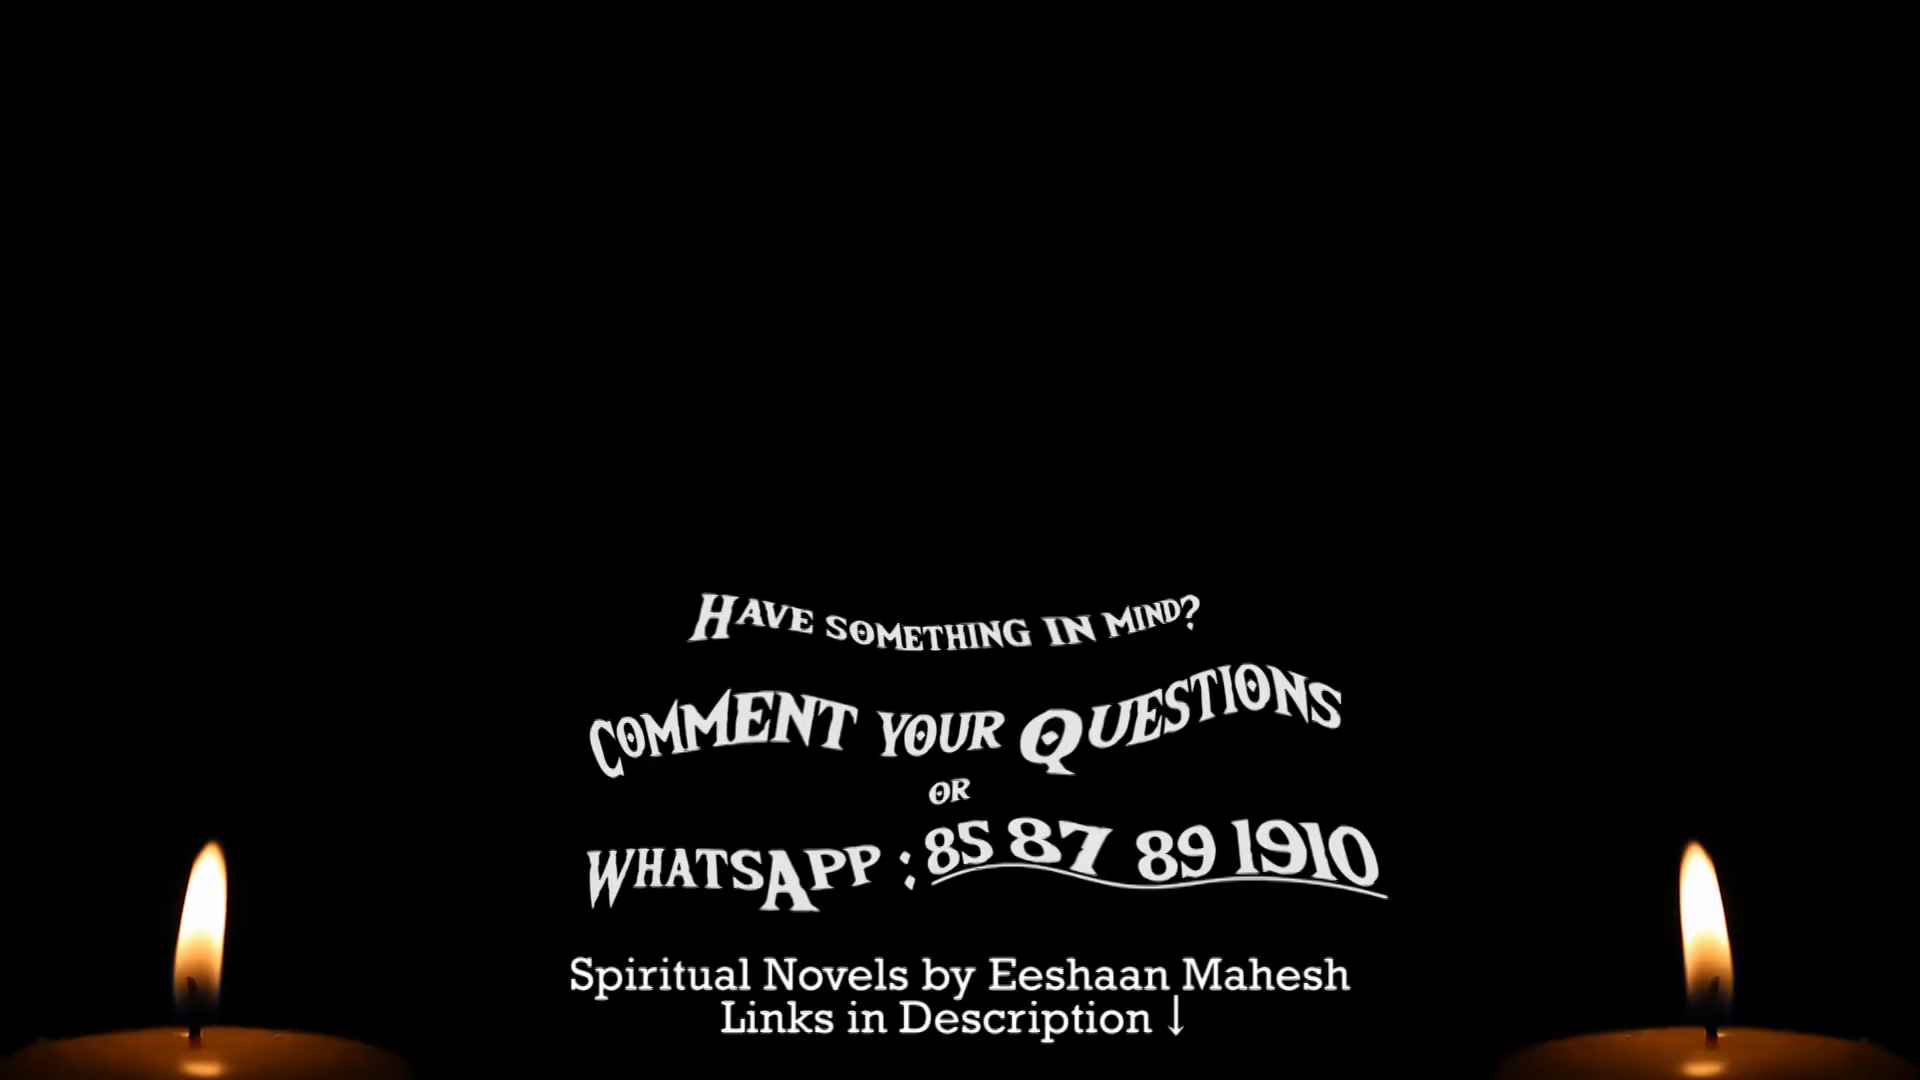 Have something in mind?
Comment your Questions
or
WhatsApp : 85 87 89 1910
Spiritual Novels by Eeshaan Mahesh
Links in Description ↓